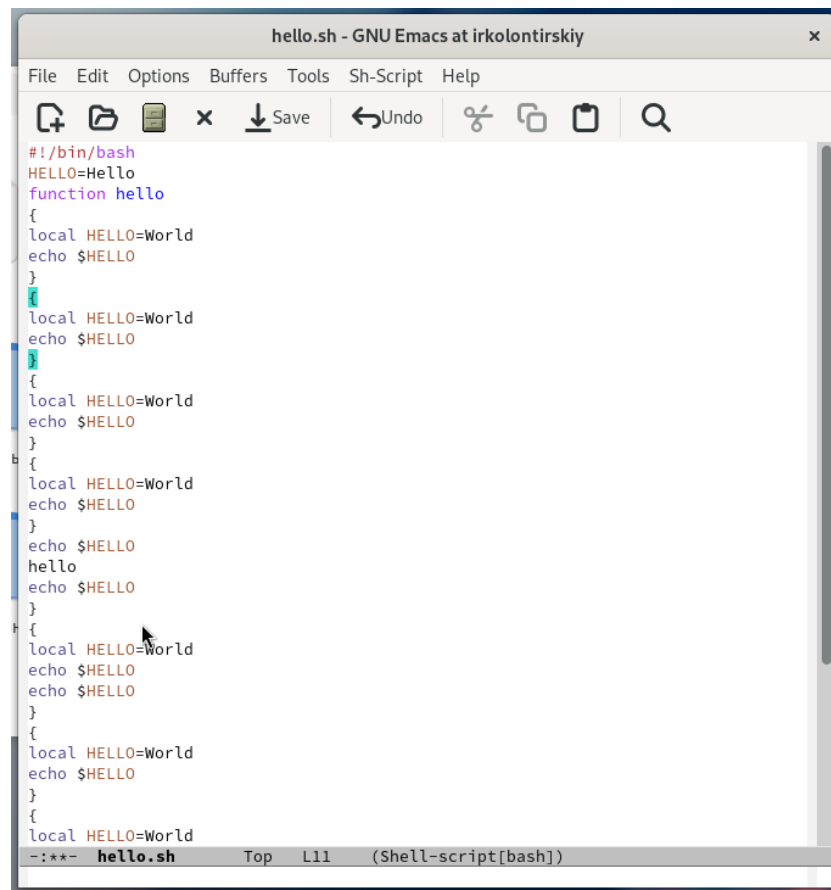 hello.sh - GNU Emacs at irkolontirskiy
File Edit Options Buffers Tools Sh-Script Help
Save Undo
#!/bin/bash
HELLO=Hello
function hello
{
local HELLO=World
echo $HELLO
}
{
local HELLO=World
echo $HELLO
}
{
local HELLO=World
echo $HELLO
}
{
local HELLO=World
echo $HELLO
}
echo $HELLO
hello
echo $HELLO
}
{
local HELLO=World
echo $HELLO
echo $HELLO
}
{
local HELLO=World
echo $HELLO
}
{
local HELLO=World
-:**- hello.sh Top L11 (Shell-script[bash])